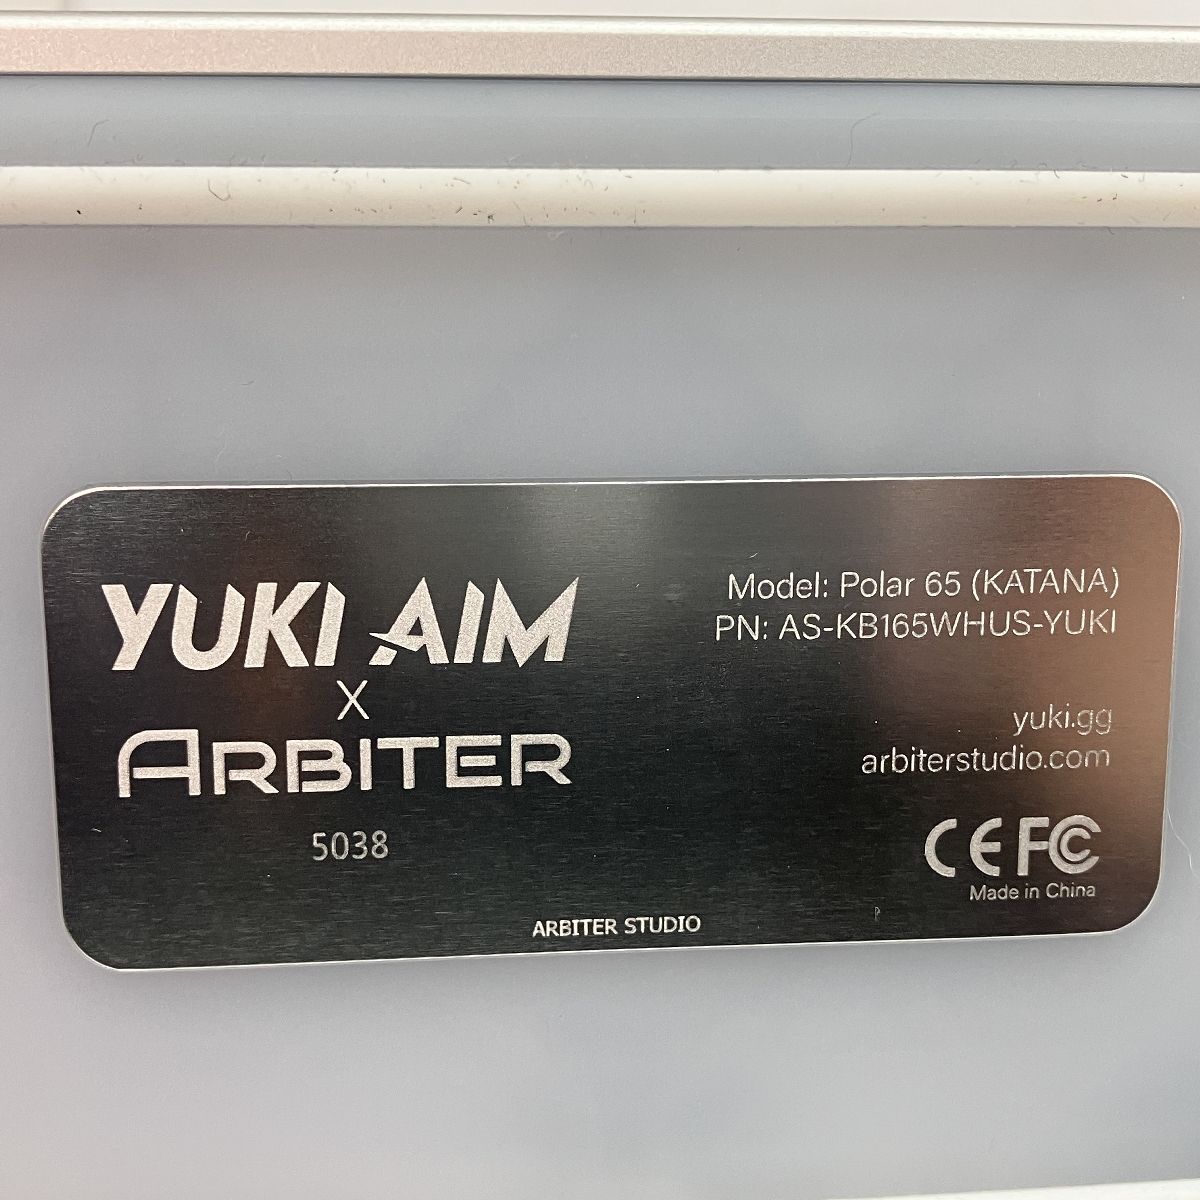 YUKI AIM
X
ARBITER
5038
Model: Polar 65 (KATANA)
PN: AS-KB165WHUS-YUKI
yuki.gg
arbiterstudio.com
CE FC
Made in China
ARBITER STUDIO